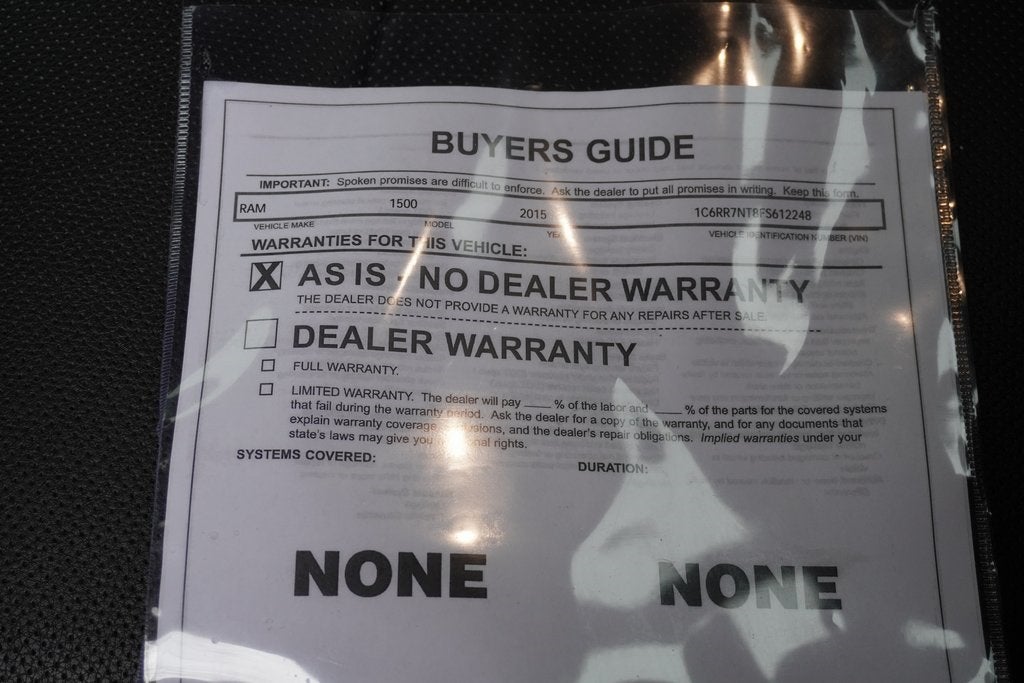 BUYERS GUIDE
IMPORTANT: Spoken promises are difficult to enforce. Ask the dealer to put all promises in writing. Keep this form.
RAM 1500 2015 1C6RR7NT8FS612248
VEHICLE MAKE MODEL VEHICLE IDENTIFICATION NUMBER (VIN)
WARRANTIES FOR THIS VEHICLE:
X AS IS - NO DEALER WARRANTY
THE DEALER DOES NOT PROVIDE A WARRANTY FOR ANY REPAIRS AFTER SALE.
DEALER WARRANTY
FULL WARRANTY.
LIMITED WARRANTY. The dealer will pay ____ % of the labor and ____ % of the parts for the covered systems
that fail during the warranty period. Ask the dealer for a copy of the warranty, and for any documents that
explain warranty coverage, and the dealer's repair obligations. Implied warranties under your
state's laws may give you rights.
SYSTEMS COVERED: DURATION:
NONE NONE